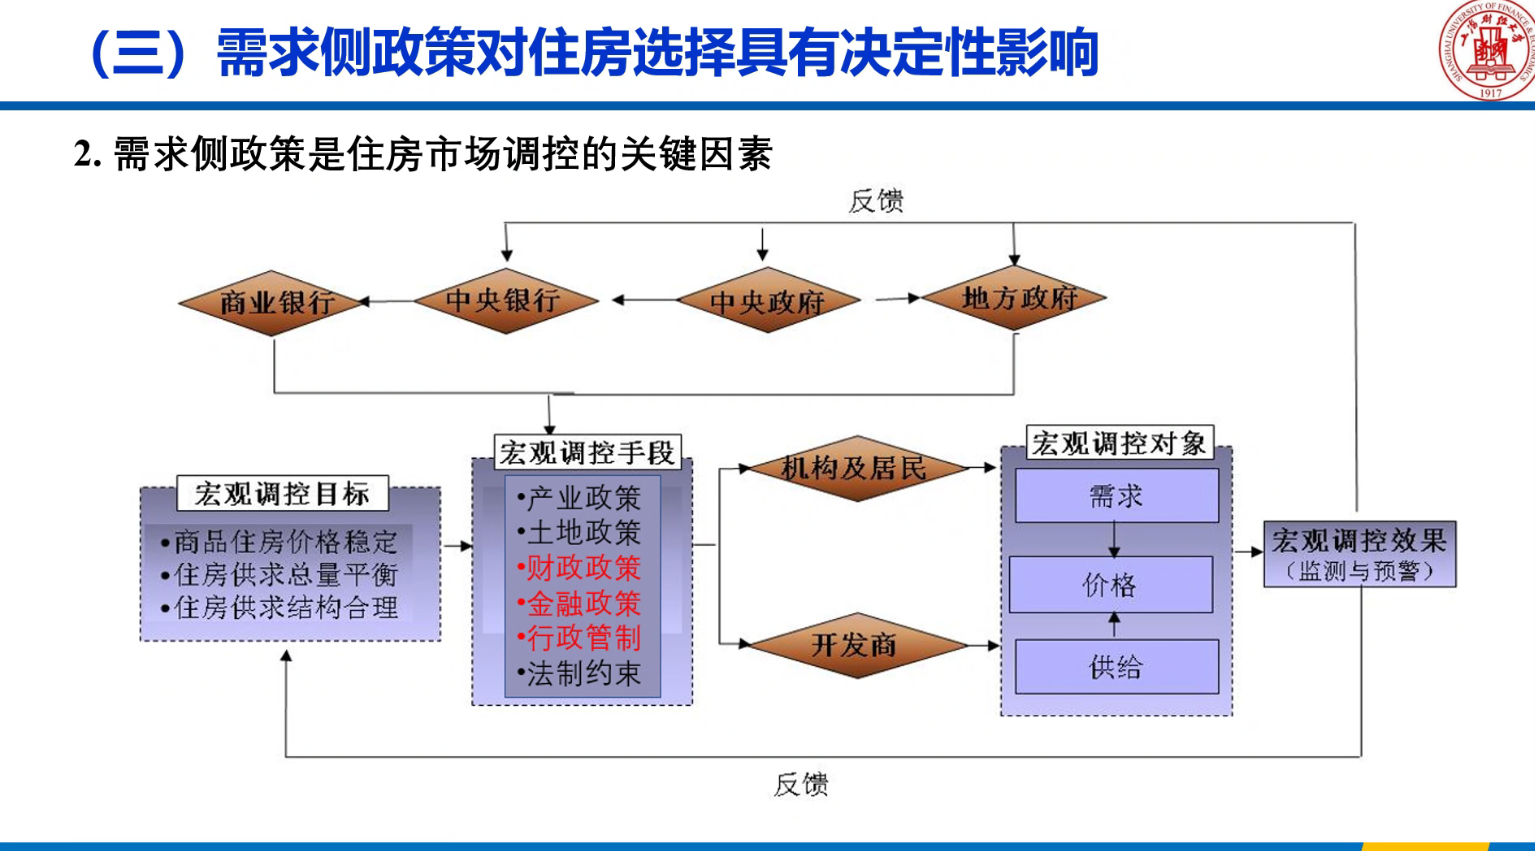 （三）需求侧政策对住房选择具有决定性影响
上海财经大学
SHANGHAI UNIVERSITY OF FINANCE & ECONOMICS
1917
2. 需求侧政策是住房市场调控的关键因素
反馈
商业银行
中央银行
中央政府
地方政府
宏观调控目标
•商品住房价格稳定
•住房供求总量平衡
•住房供求结构合理
宏观调控手段
•产业政策
•土地政策
•财政政策
•金融政策
•行政管制
•法制约束
机构及居民
开发商
宏观调控对象
需求
价格
供给
宏观调控效果
（监测与预警）
反馈